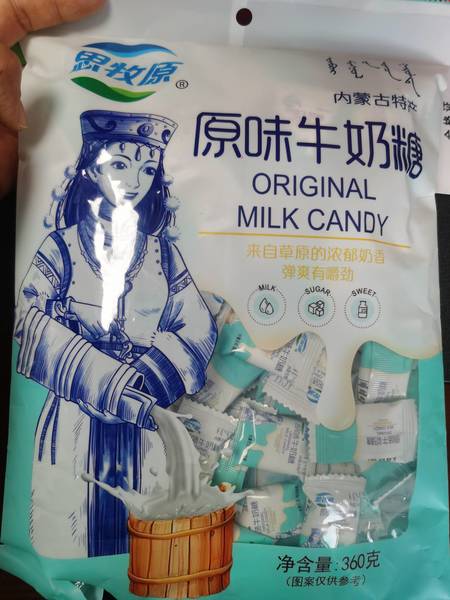 思牧原®
内蒙古特产
原味牛奶糖
ORIGINAL
MILK CANDY
来自草原的浓郁奶香
弹爽有嚼劲
MILK
SUGAR
SWEET
净含量:360克
(图案仅供参考)